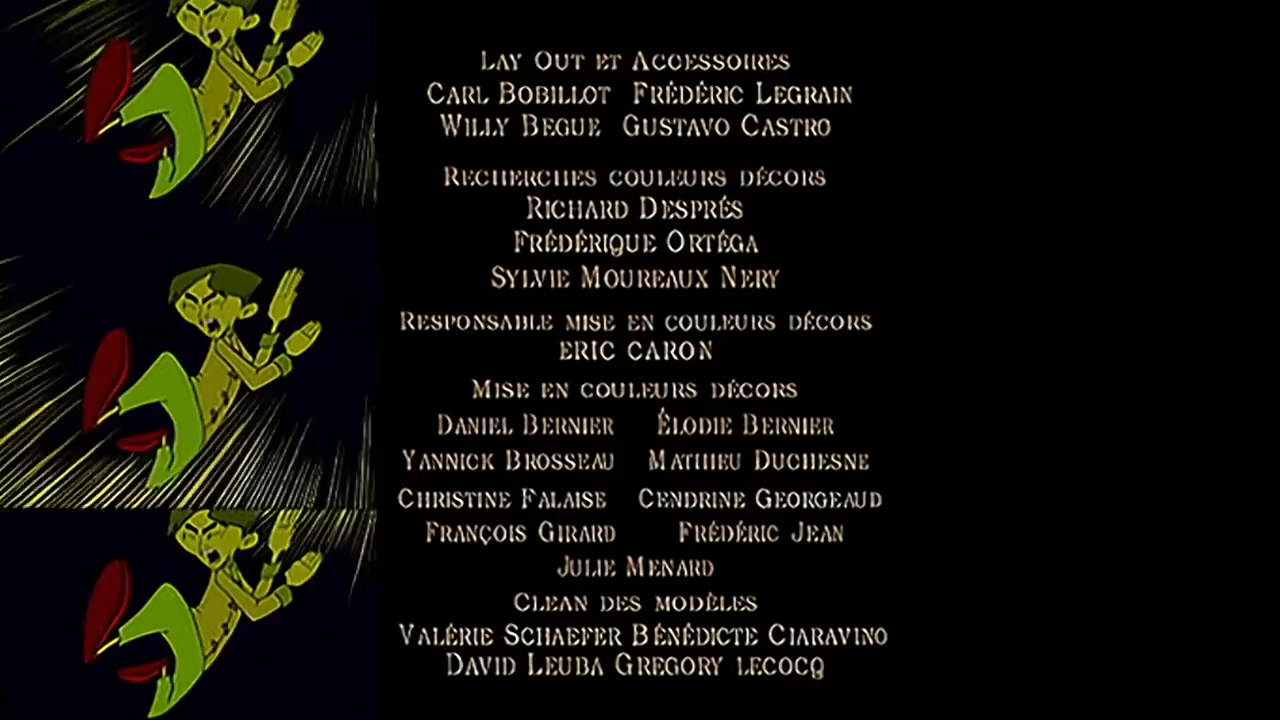 Lay Out et Accessoires
Carl Bobillot Frédéric Legrain
Willy Begue Gustavo Castro
Recherches couleurs décors
Richard Després
Frédérique Ortéga
Sylvie Moureaux Nery
Responsable mise en couleurs décors
ERIC CARON
Mise en couleurs décors
Daniel Bernier Élodie Bernier
Yannick Brosseau Mathieu Duchesne
Christine Falaise Cendrine Georgeaud
François Girard Frédéric Jean
Julie Menard
Clean des modèles
Valérie Schaefer Bénédicte Ciaravino
David Leuba Gregory lecocq